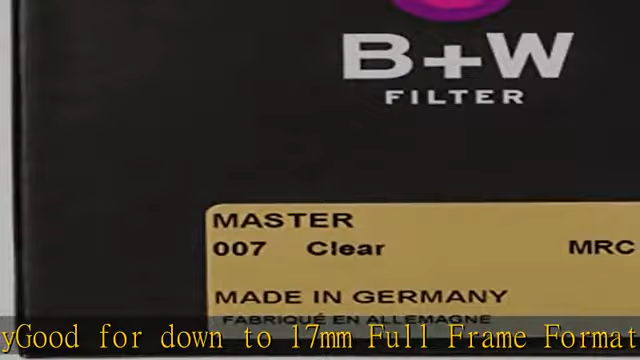 B+W
FILTER
MASTER
007 Clear MRC
MADE IN GERMANY
FABRIQUÉ EN ALLEMAGNE
yGood for down to 17mm Full Frame Format